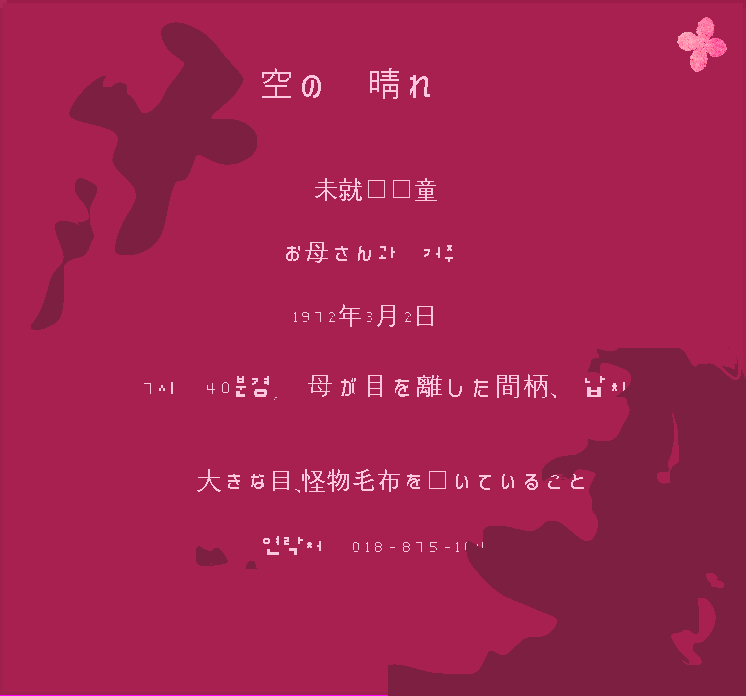 空の 晴れ
未就□□童
お母さん과 거주
1972年3月2日
7시 40분경, 母が目を離した間柄、 납치
大きな目、怪物毛布を□いていること
연락처 018-875-10